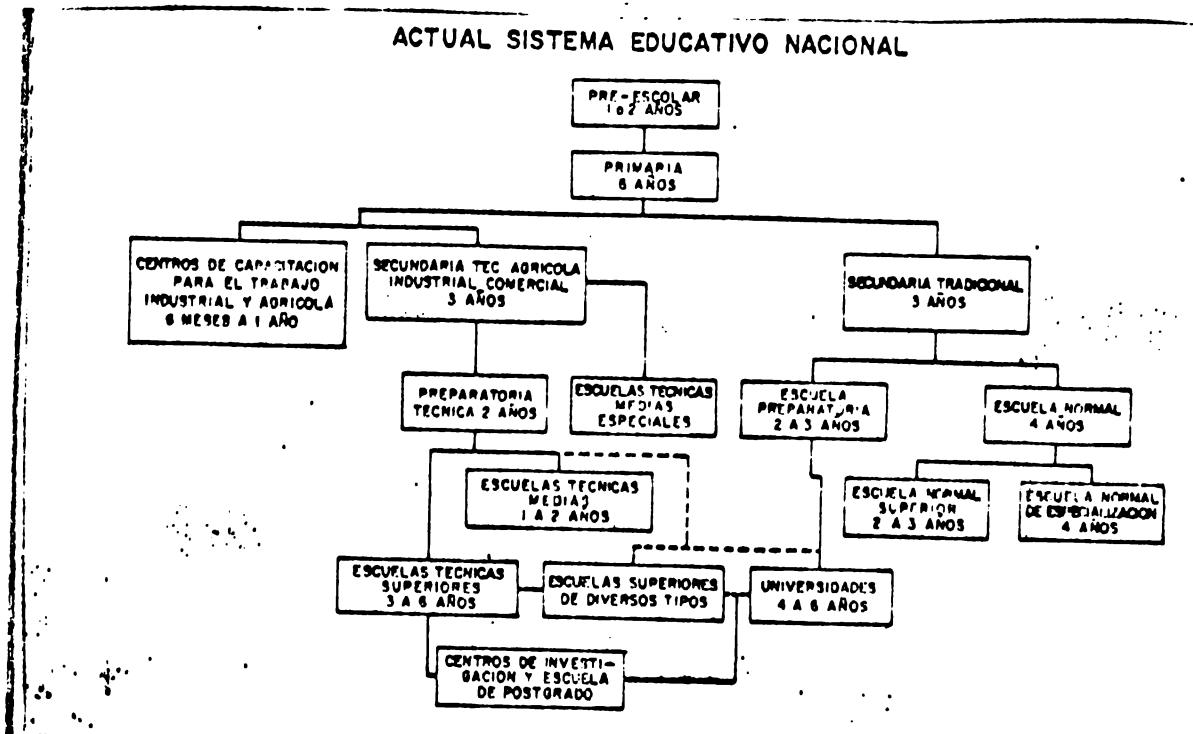 ACTUAL SISTEMA EDUCATIVO NACIONAL
PRE-ESCOLAR
1 o 2 AÑOS
PRIMARIA
6 AÑOS
CENTROS DE CAPACITACION
PARA EL TRABAJO
INDUSTRIAL Y AGRICOLA
6 MESES A 1 AÑO
SECUNDARIA TEC AGRICOLA
INDUSTRIAL COMERCIAL
3 AÑOS
SECUNDARIA TRADICIONAL
3 AÑOS
PREPARATORIA
TECNICA 2 AÑOS
ESCUELAS TECNICAS
MEDIAS
ESPECIALES
ESCUELA
PREPARATORIA
2 A 3 AÑOS
ESCUELA NORMAL
4 AÑOS
ESCUELAS TECNICAS
MEDIAS
1 A 2 AÑOS
ESCUELA NORMAL
SUPERIOR
2 A 3 AÑOS
ESCUELA NORMAL
DE ESPECIALIZACION
4 AÑOS
ESCUELAS TECNICAS
SUPERIORES
3 A 6 AÑOS
ESCUELAS SUPERIORES
DE DIVERSOS TIPOS
UNIVERSIDADES
4 A 6 AÑOS
CENTROS DE INVESTI-
GACION Y ESCUELA
DE POSTGRADO